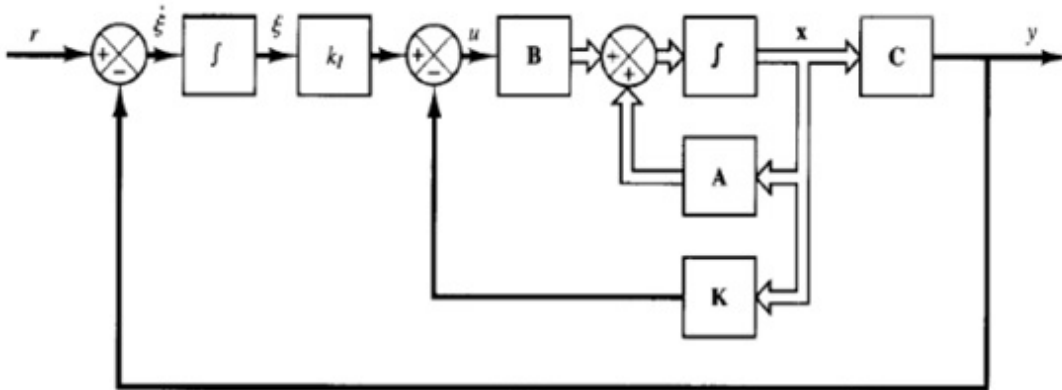 r + − ξ̇ ∫ ξ k_I + − u B + + ∫ x C y
A
K